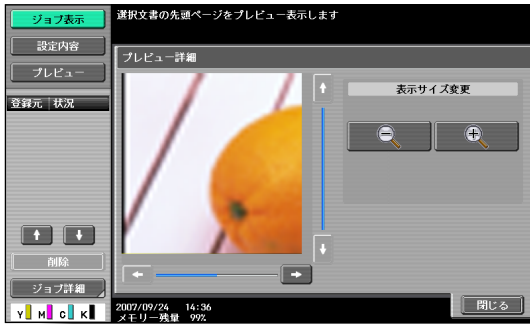 ジョブ表示
設定内容
プレビュー
登録元 状況
削除
ジョブ詳細
Y M C K
選択文書の先頭ページをプレビュー表示します
プレビュー詳細
表示サイズ変更
2007/09/24 14:36
メモリー残量 99%
閉じる